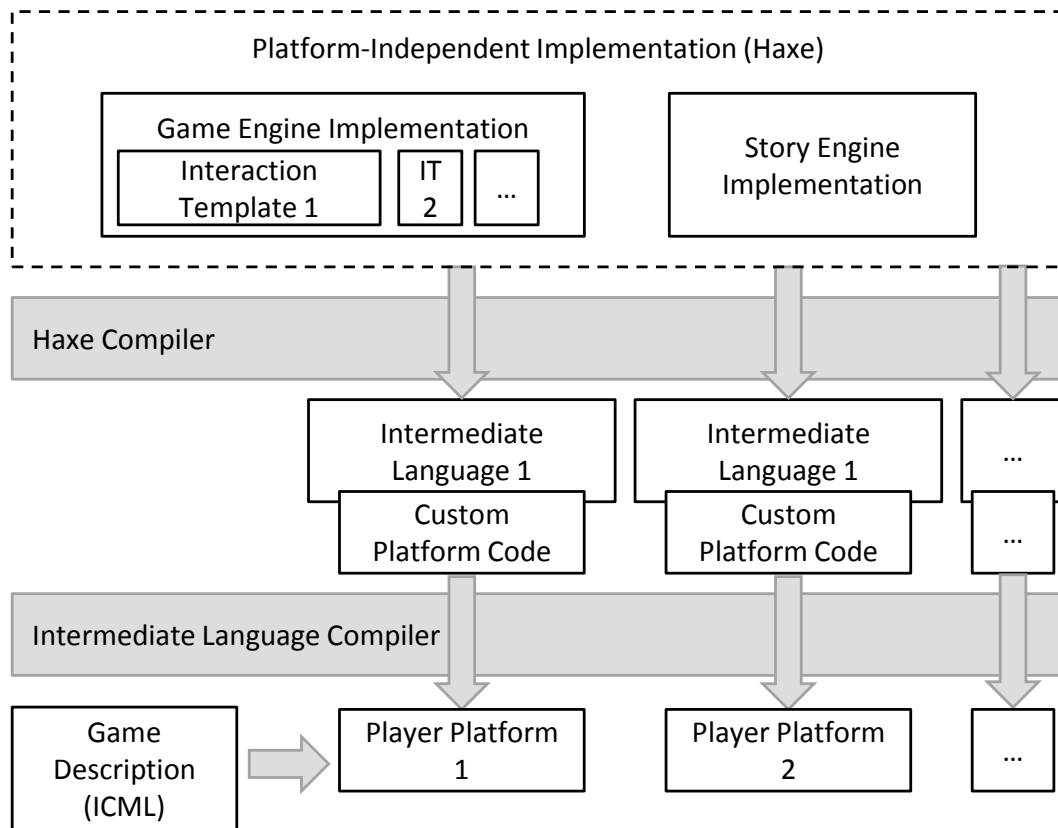 Platform-Independent Implementation (Haxe)
Game Engine Implementation
Interaction
Template 1
IT
2
...
Story Engine
Implementation
Haxe Compiler
Intermediate
Language 1
Intermediate
Language 1
...
Custom
Platform Code
Custom
Platform Code
...
Intermediate Language Compiler
Game
Description
(ICML)
Player Platform
1
Player Platform
2
...